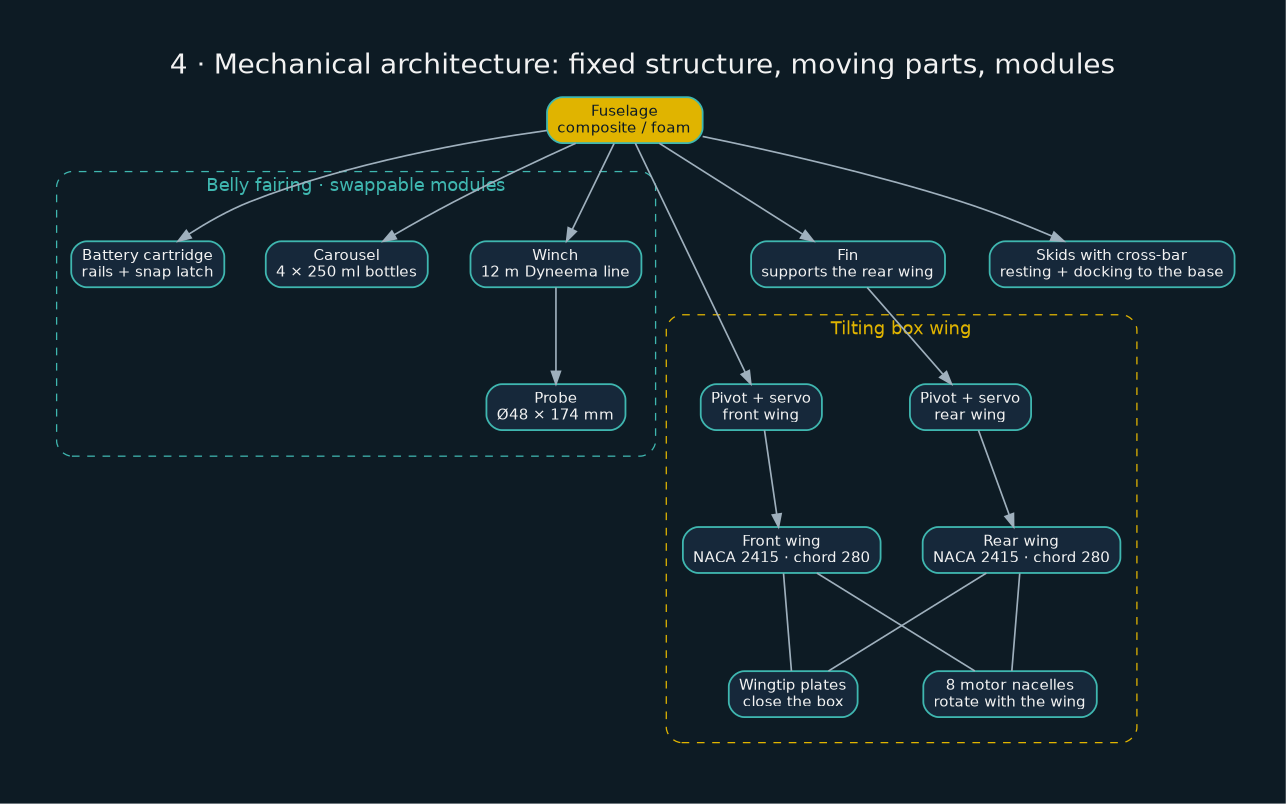 4 · Mechanical architecture: fixed structure, moving parts, modules
Fuselage
composite / foam
Belly fairing · swappable modules
Battery cartridge
rails + snap latch
Carousel
4 × 250 ml bottles
Winch
12 m Dyneema line
Fin
supports the rear wing
Skids with cross-bar
resting + docking to the base
Tilting box wing
Probe
Ø48 × 174 mm
Pivot + servo
front wing
Pivot + servo
rear wing
Front wing
NACA 2415 · chord 280
Rear wing
NACA 2415 · chord 280
Wingtip plates
close the box
8 motor nacelles
rotate with the wing